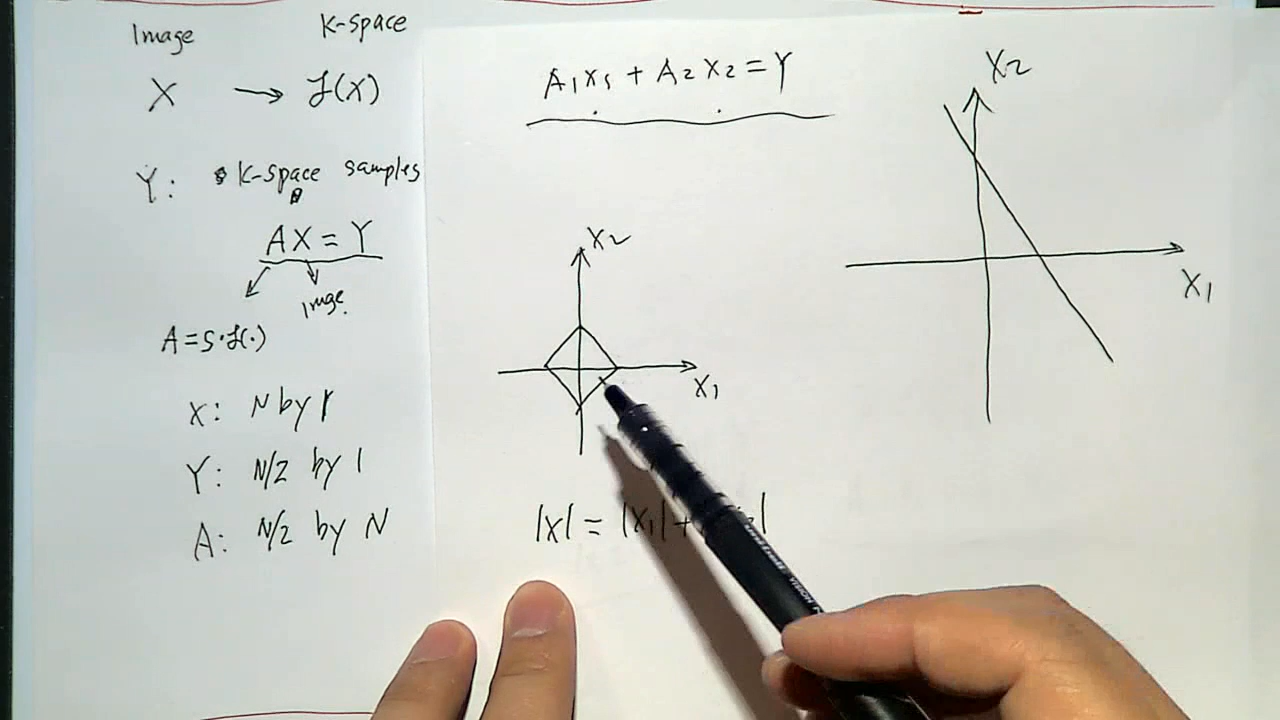 Image K-space
X → F(X)
Y: K-space samples
AX = Y
Image.
A = S·F(·)
X: N by 1
Y: N/2 by 1
A: N/2 by N
A1X1 + A2X2 = Y
X2
X1
|X| = |X1| +
X2
X1